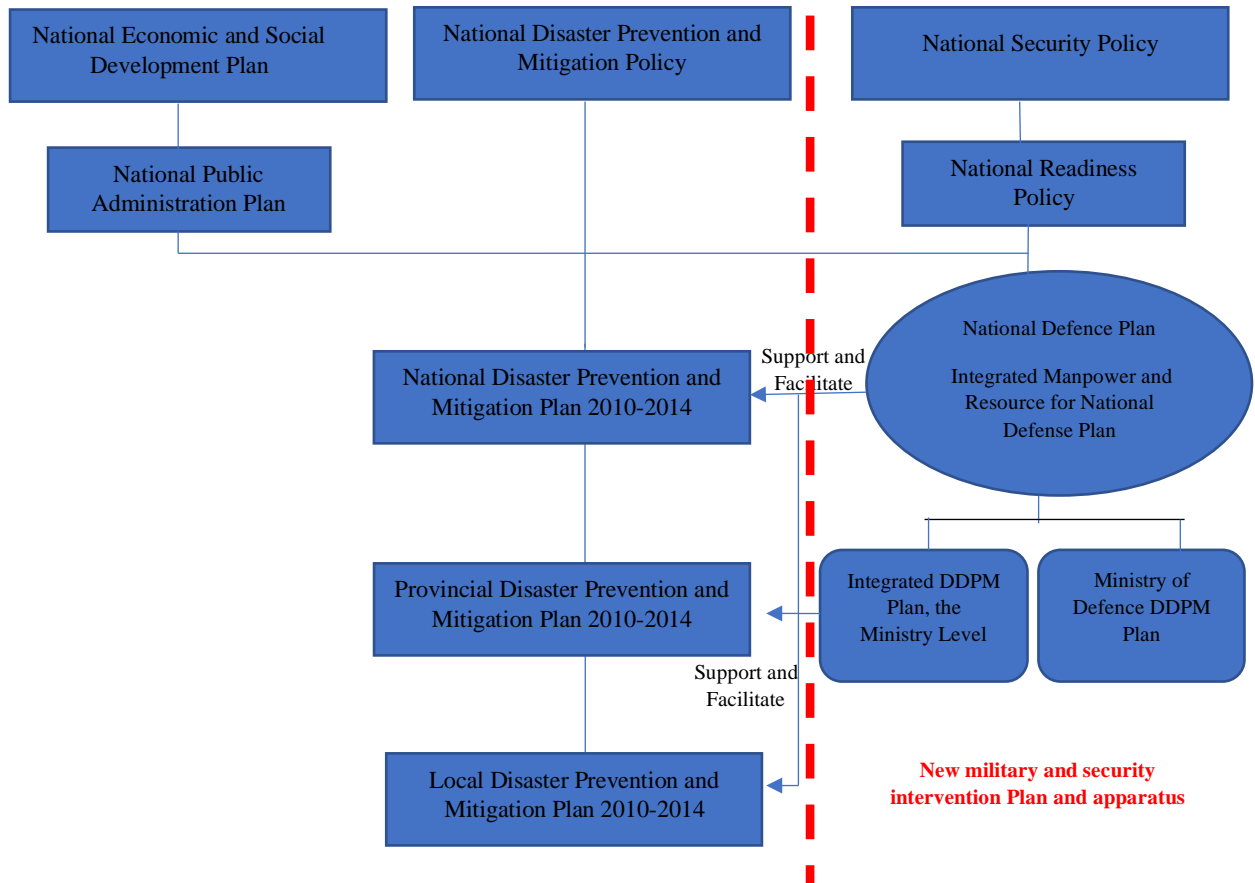 National Economic and Social
Development Plan
National Disaster Prevention and
Mitigation Policy
National Security Policy
National Public
Administration Plan
National Readiness
Policy
National Defence Plan
Integrated Manpower and
Resource for National
Defense Plan
Support and
Facilitate
National Disaster Prevention and
Mitigation Plan 2010-2014
Provincial Disaster Prevention and
Mitigation Plan 2010-2014
Integrated DDPM
Plan, the
Ministry Level
Ministry of
Defence DDPM
Plan
Support and
Facilitate
Local Disaster Prevention and
Mitigation Plan 2010-2014
New military and security
intervention Plan and apparatus